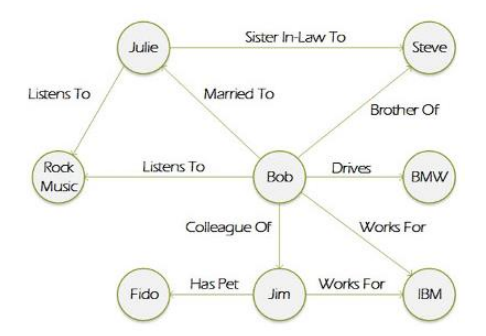 Sister In-Law To
Julie
Steve
Listens To
Married To
Brother Of
Rock
Music
Listens To
Bob
Drives
BMW
Colleague Of
Works For
Fido
Has Pet
Jim
Works For
IBM